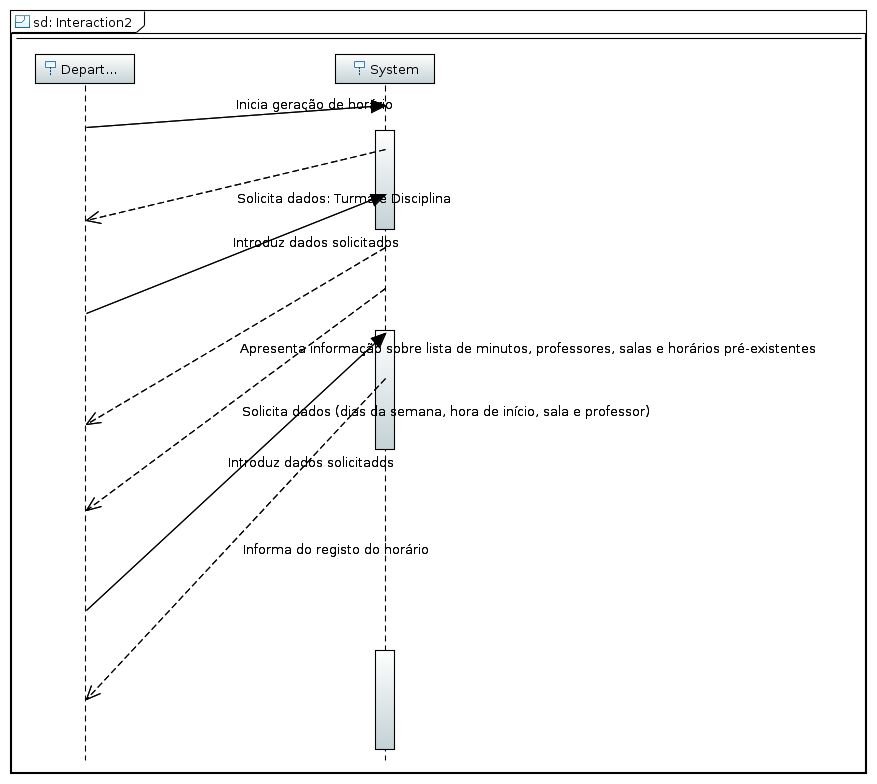 sd: Interaction2
Depart...
System
Inicia geração de horário
Solicita dados: Turma e Disciplina
Introduz dados solicitados
Apresenta informação sobre lista de minutos, professores, salas e horários pré-existentes
Solicita dados (dias da semana, hora de início, sala e professor)
Introduz dados solicitados
Informa do registo do horário